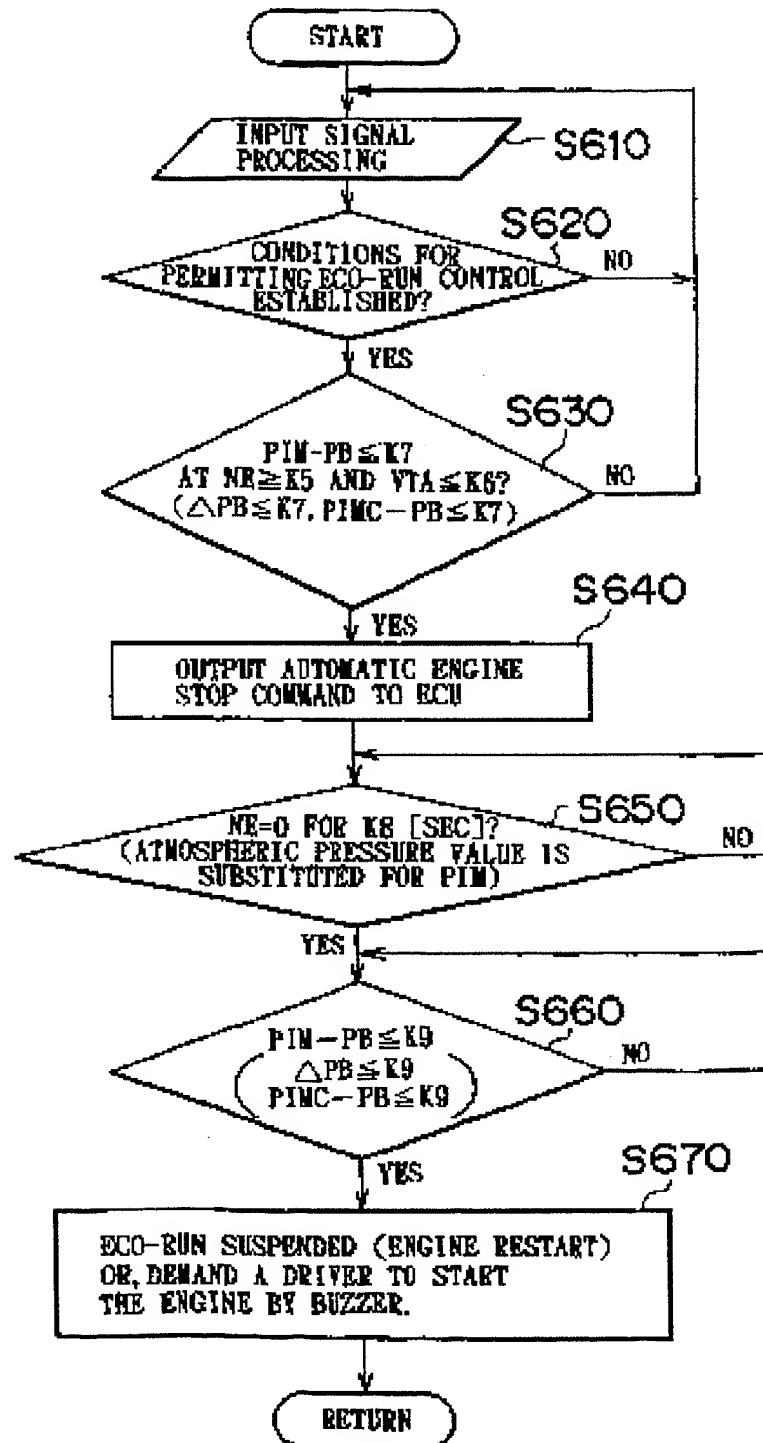 START
INPUT SIGNAL
PROCESSING
S610
S620
CONDITIONS FOR
PERMITTING ECO-RUN CONTROL
ESTABLISHED?
NO
YES
S630
PIM-PB≦K7
AT NE≧K5 AND VTA≦K6?
(△PB≦K7, PIMC-PB≦K7)
NO
YES
S640
OUTPUT AUTOMATIC ENGINE
STOP COMMAND TO ECU
S650
NE=0 FOR K8 [SEC]?
(ATMOSPHERIC PRESSURE VALUE IS
SUBSTITUTED FOR PIM)
NO
YES
S660
PIM-PB≦K9
(△PB≦K9
PIMC-PB≦K9)
NO
YES
S670
ECO-RUN SUSPENDED (ENGINE RESTART)
OR, DEMAND A DRIVER TO START
THE ENGINE BY BUZZER.
RETURN